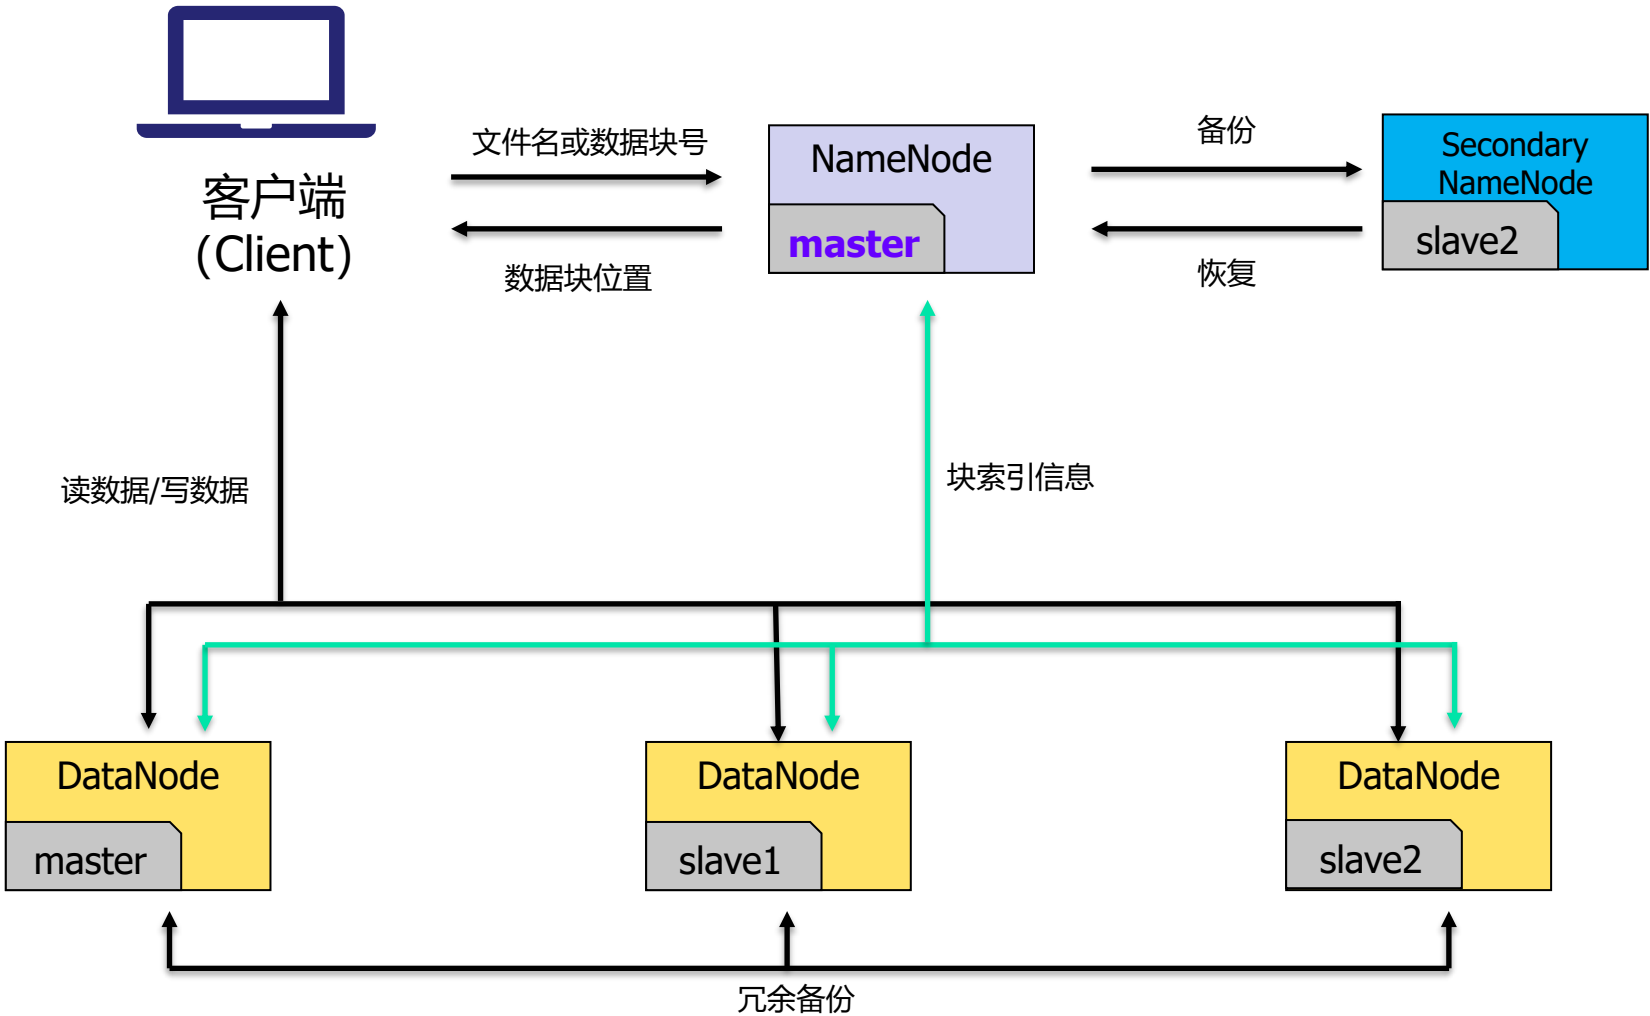 文件名或数据块号
备份
客户端
(Client)
NameNode
master
Secondary
NameNode
slave2
数据块位置
恢复
读数据/写数据
块索引信息
DataNode
master
DataNode
slave1
DataNode
slave2
冗余备份